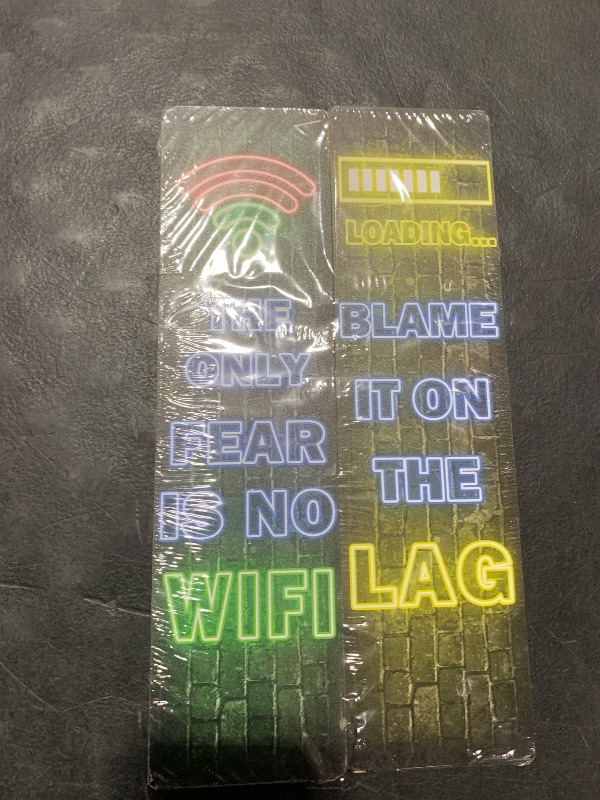 THE
ONLY
FEAR
IS NO
WIFI
LOADING...
BLAME
IT ON
THE
LAG